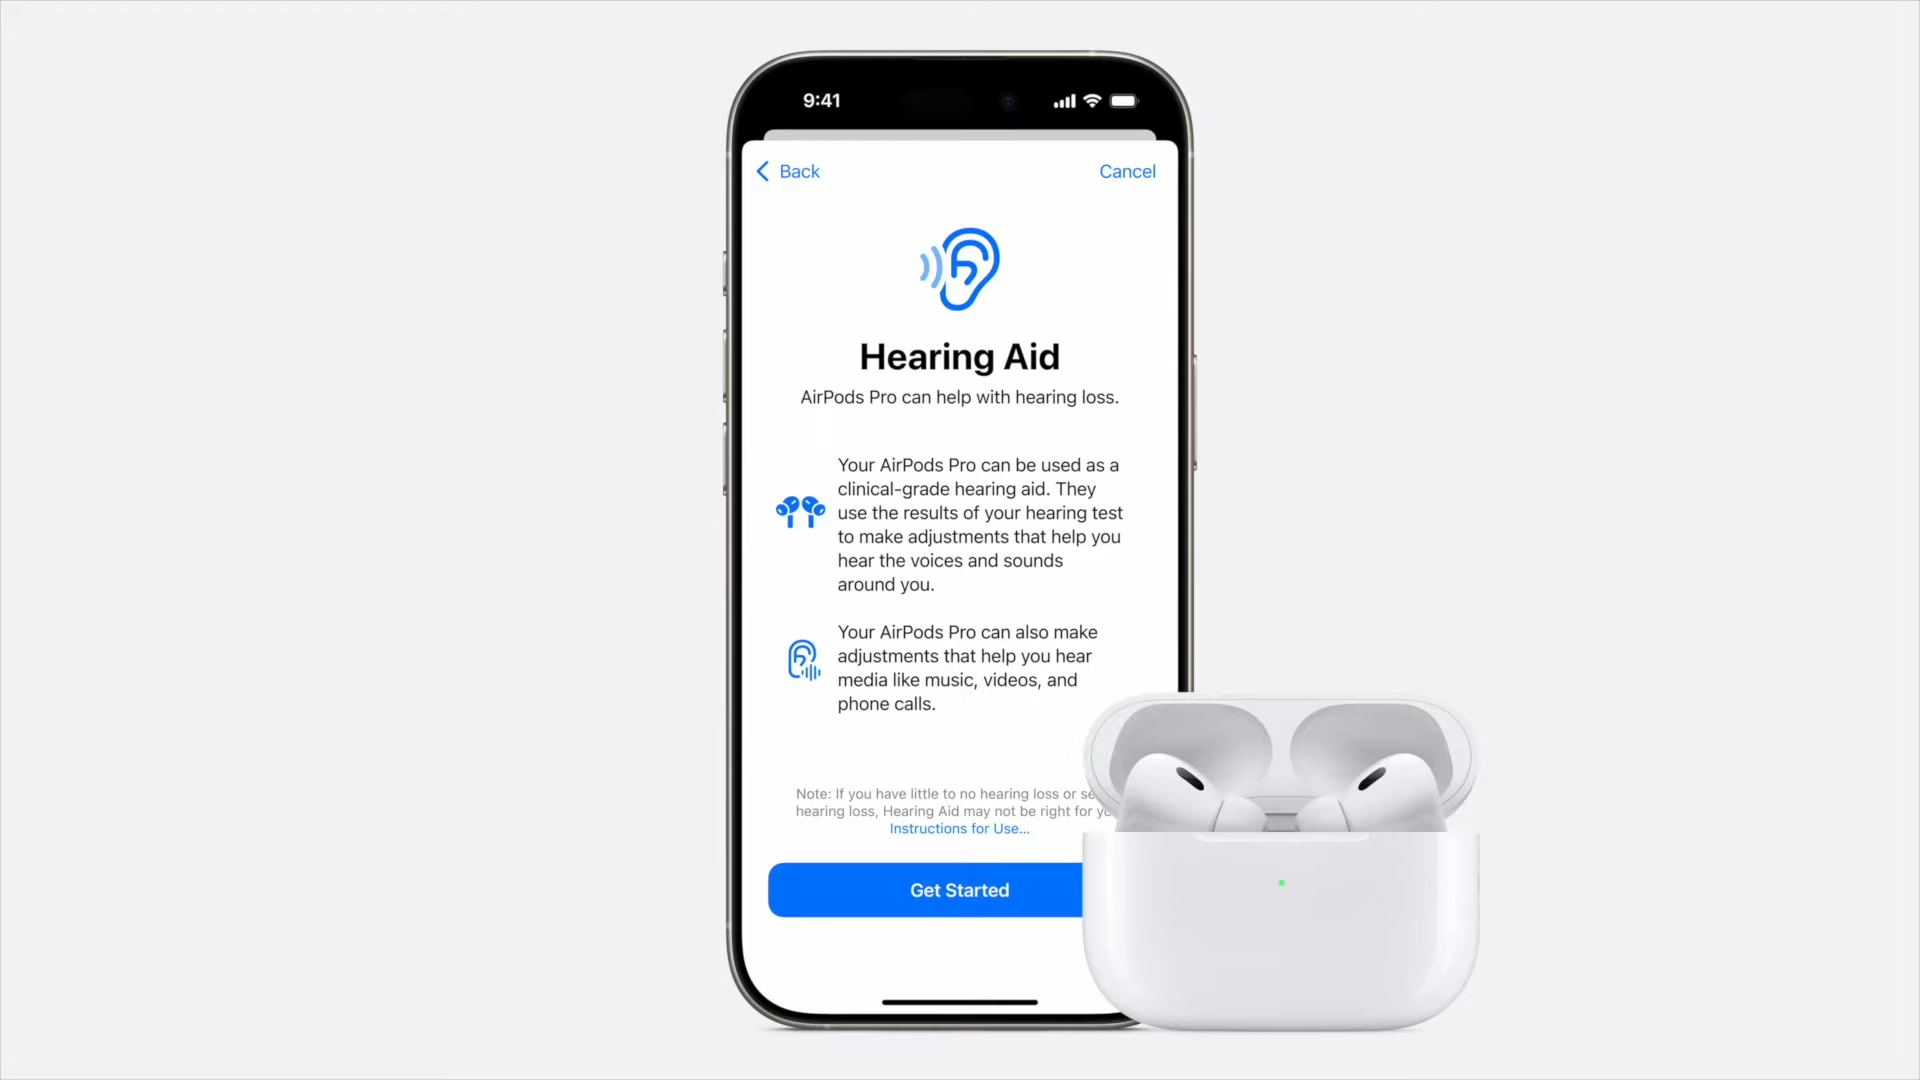 9:41
Back
Cancel
Hearing Aid
AirPods Pro can help with hearing loss.
Your AirPods Pro can be used as a
clinical-grade hearing aid. They
use the results of your hearing test
to make adjustments that help you
hear the voices and sounds
around you.
Your AirPods Pro can also make
adjustments that help you hear
media like music, videos, and
phone calls.
Note: If you have little to no hearing loss or
hearing loss, Hearing Aid may not be right for
Instructions for Use...
Get Started